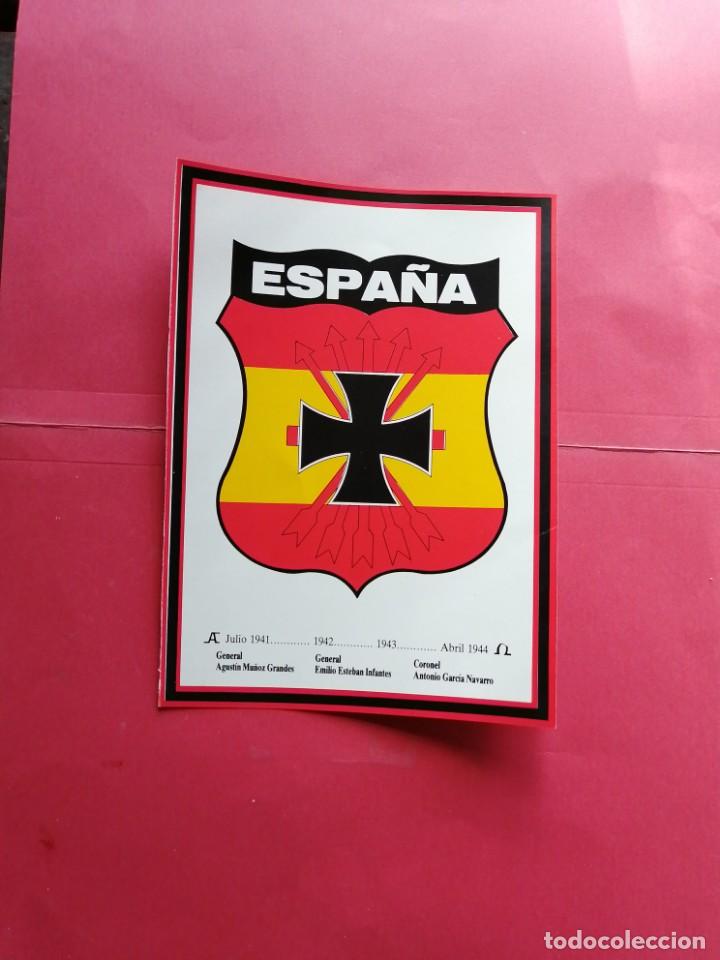 ESPAÑA
Julio 1941............ 1942............ 1943............ Abril 1944
General
Agustín Muñoz Grandes
General
Emilio Esteban Infantes
Coronel
Antonio García Navarro
todocoleccion